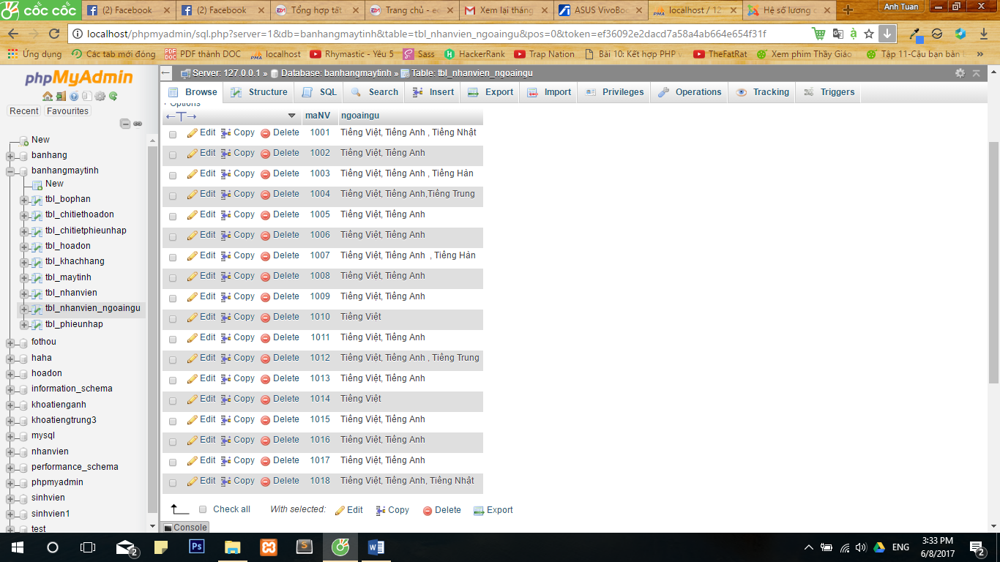 cốc cốc
(2) Facebook
(2) Facebook
Tổng hợp tất
Trang chủ - e
Xem lại tháng
ASUS VivoBo
localhost / 12
Hệ số lương c
Anh Tuan
localhost/phpmyadmin/sql.php?server=1&db=banhangmaytinh&table=tbl_nhanvien_ngoaingu&pos=0&token=ef36092e2dacd7a58a4ab664e654f31f
Ứng dụng
Các tab mới đóng
PDF thành DOC
localhost
Rhymastic - Yêu 5
Sass
HackerRank
Trap Nation
Bài 10: Kết hợp PHP
TheFatRat
Xem phim Thầy Giáo
Tập 11-Cậu bạn bản
phpMyAdmin
Recent Favourites
New
banhang
banhangmaytinh
New
tbl_bophan
tbl_chitiethoadon
tbl_chitietphieunhap
tbl_hoadon
tbl_khachhang
tbl_maytinh
tbl_nhanvien
tbl_nhanvien_ngoaingu
tbl_phieunhap
fothou
haha
hoadon
information_schema
khoatienganh
khoatiengtrung3
mysql
nhanvien
performance_schema
phpmyadmin
sinhvien
sinhvien1
test
Server: 127.0.0.1 » Database: banhangmaytinh » Table: tbl_nhanvien_ngoaingu
Browse Structure SQL Search Insert Export Import Privileges Operations Tracking Triggers
+ Options
←T→ maNV ngoaingu
Edit Copy Delete 1001 Tiếng Việt, Tiếng Anh , Tiếng Nhật
Edit Copy Delete 1002 Tiếng Việt, Tiếng Anh
Edit Copy Delete 1003 Tiếng Việt, Tiếng Anh , Tiếng Hàn
Edit Copy Delete 1004 Tiếng Việt, Tiếng Anh,Tiếng Trung
Edit Copy Delete 1005 Tiếng Việt, Tiếng Anh
Edit Copy Delete 1006 Tiếng Việt, Tiếng Anh
Edit Copy Delete 1007 Tiếng Việt, Tiếng Anh  , Tiếng Hàn
Edit Copy Delete 1008 Tiếng Việt, Tiếng Anh
Edit Copy Delete 1009 Tiếng Việt, Tiếng Anh
Edit Copy Delete 1010 Tiếng Việt
Edit Copy Delete 1011 Tiếng Việt, Tiếng Anh
Edit Copy Delete 1012 Tiếng Việt, Tiếng Anh , Tiếng Trung
Edit Copy Delete 1013 Tiếng Việt, Tiếng Anh
Edit Copy Delete 1014 Tiếng Việt
Edit Copy Delete 1015 Tiếng Việt, Tiếng Anh
Edit Copy Delete 1016 Tiếng Việt, Tiếng Anh
Edit Copy Delete 1017 Tiếng Việt, Tiếng Anh
Edit Copy Delete 1018 Tiếng Việt, Tiếng Anh, Tiếng Nhật
Check all With selected: Edit Copy Delete Export
Console
2
Ps
ENG
3:33 PM
6/8/2017
2